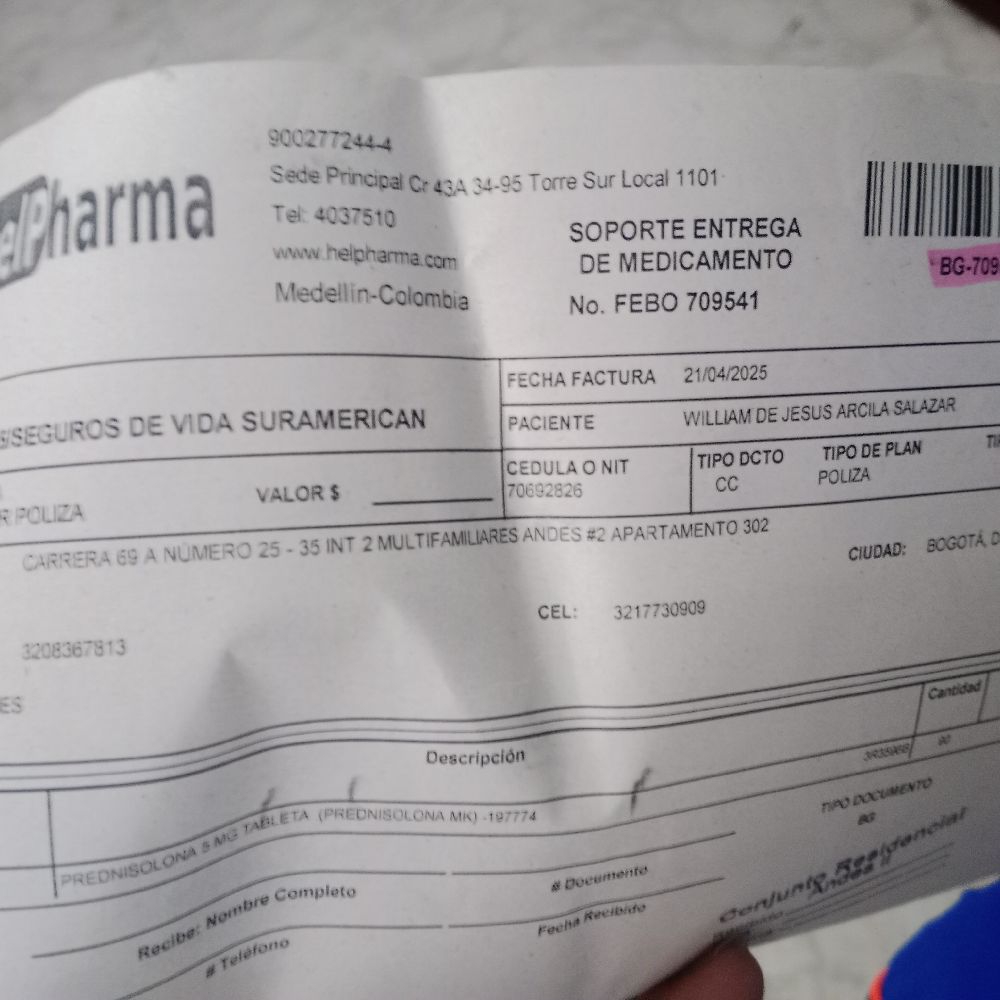 elPharma
900277244-4
Sede Principal Cr 43A 34-95 Torre Sur Local 1101
Tel: 4037510
www.helpharma.com
Medellín-Colombia
SOPORTE ENTREGA
DE MEDICAMENTO
No. FEBO 709541
BG-709
FECHA FACTURA 21/04/2025
S/SEGUROS DE VIDA SURAMERICAN
PACIENTE WILLIAM DE JESUS ARCILA SALAZAR
CEDULA O NIT
70692826
TIPO DCTO
CC
TIPO DE PLAN
POLIZA
R POLIZA
VALOR $
CARRERA 69 A NÚMERO 25 - 35 INT 2 MULTIFAMILIARES ANDES #2 APARTAMENTO 302
CIUDAD: BOGOTÁ, D
CEL: 3217730909
3208367813
ES
Descripción
Cantidad
PREDNISOLONA 5 MG TABLETA (PREDNISOLONA MK) -197774
90
TIPO DOCUMENTO
BG
Recibe: Nombre Completo
# Documento
# Teléfono
Fecha Recibido
Conjunto Residencial
Andes II